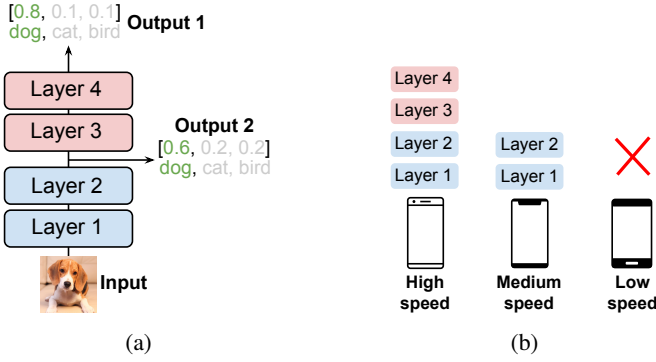 [0.8, 0.1, 0.1]
dog, cat, bird
Output 1
Layer 4
Layer 3
Output 2
[0.6, 0.2, 0.2]
dog, cat, bird
Layer 2
Layer 1
Input
(a)
Layer 4
Layer 3
Layer 2
Layer 1
High
speed
Layer 2
Layer 1
Medium
speed
Low
speed
(b)